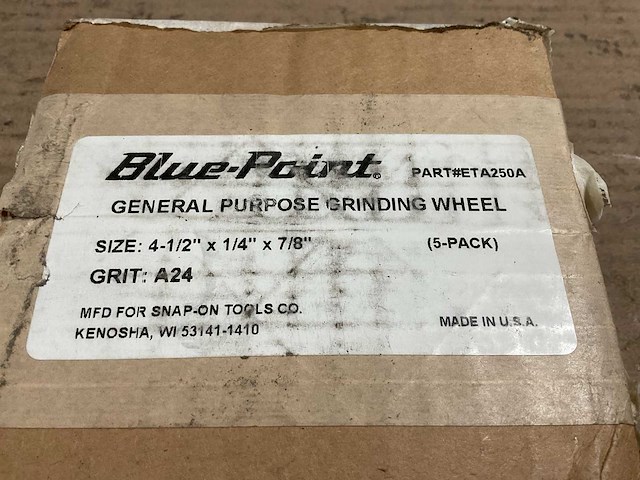 Blue-Point® PART#ETA250A
GENERAL PURPOSE GRINDING WHEEL
SIZE: 4-1/2" x 1/4" x 7/8" (5-PACK)
GRIT: A24
MFD FOR SNAP-ON TOOLS CO.
KENOSHA, WI 53141-1410 MADE IN U.S.A.